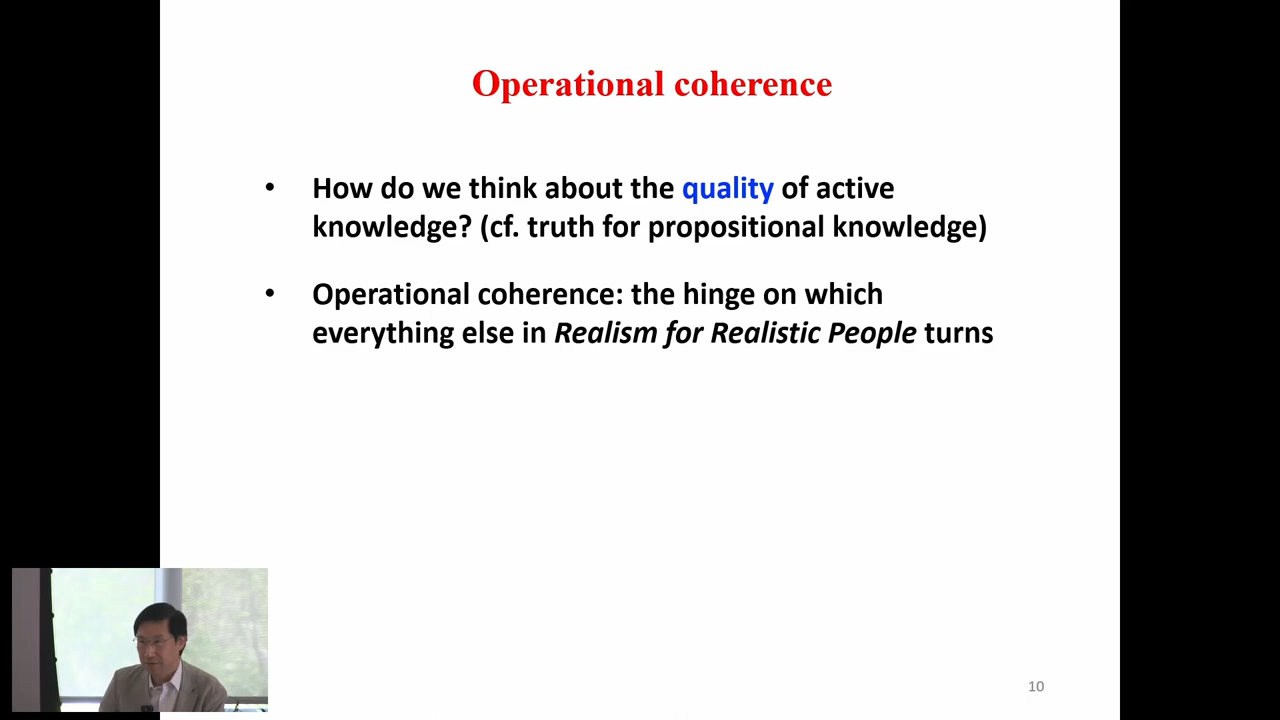 Operational coherence
• How do we think about the quality of active
knowledge? (cf. truth for propositional knowledge)
• Operational coherence: the hinge on which
everything else in Realism for Realistic People turns
10